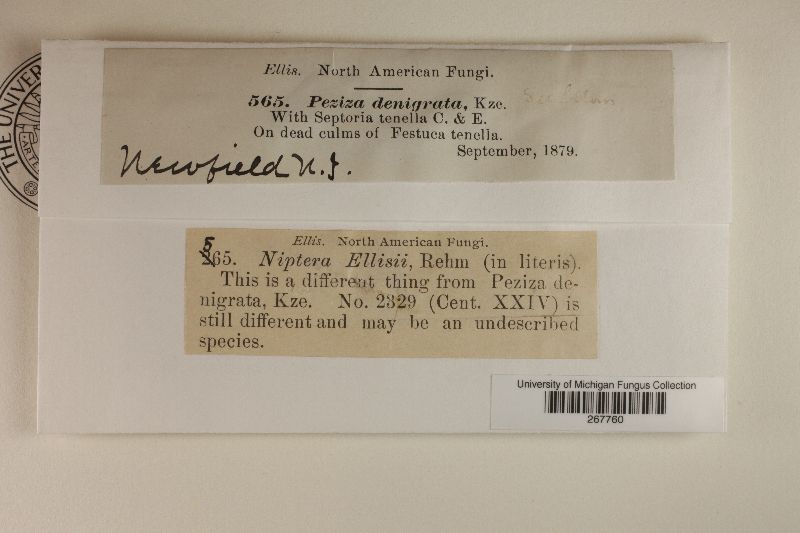 THE UNIVER
ARTE
Ellis. North American Fungi.
565. Peziza denigrata, Kze.
With Septoria tenella C. & E.
On dead culms of Festuca tenella.
September, 1879.
Newfield N.J.
Ellis. North American Fungi.
565. Niptera Ellisii, Rehm (in literis).
This is a different thing from Peziza de-
nigrata, Kze. No. 2329 (Cent. XXIV) is
still different and may be an undescribed
species.
University of Michigan Fungus Collection
267760